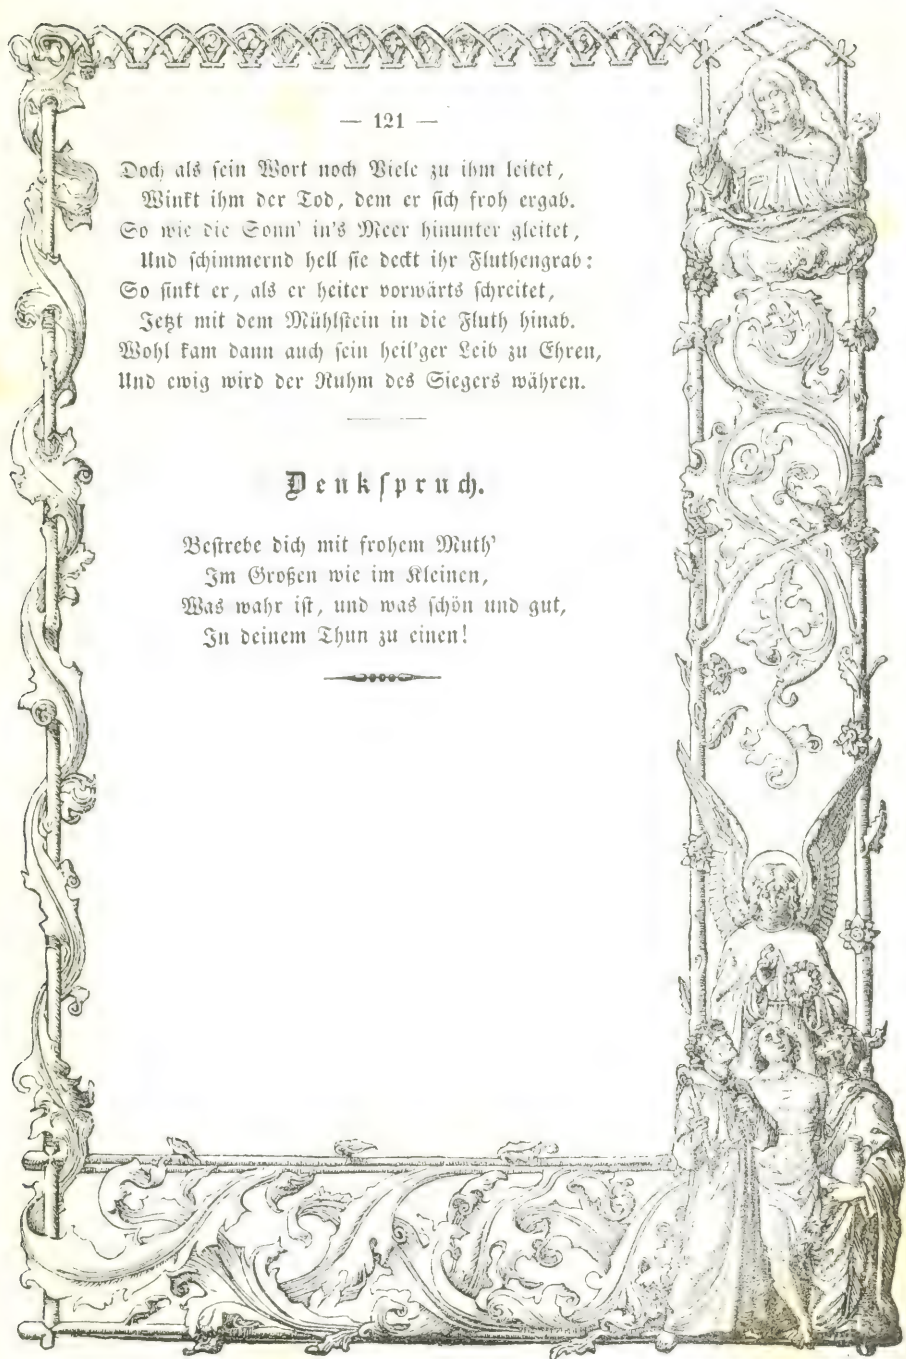 — 121 —
Doch als sein Wort noch Viele zu ihm leitet,
Winkt ihm der Tod, dem er sich froh ergab.
So wie die Sonn' in's Meer hinunter gleitet,
Und schimmernd hell sie deckt ihr Fluthengrab:
So sinkt er, als er heiter vorwärts schreitet,
Jetzt mit dem Mühlstein in die Fluth hinab.
Wohl kam dann auch sein heil'ger Leib zu Ehren,
Und ewig wird der Ruhm des Siegers währen.
Denkspruch.
Bestrebe dich mit frohem Muth'
Im Großen wie im Kleinen,
Was wahr ist, und was schön und gut,
In deinem Thun zu einen!